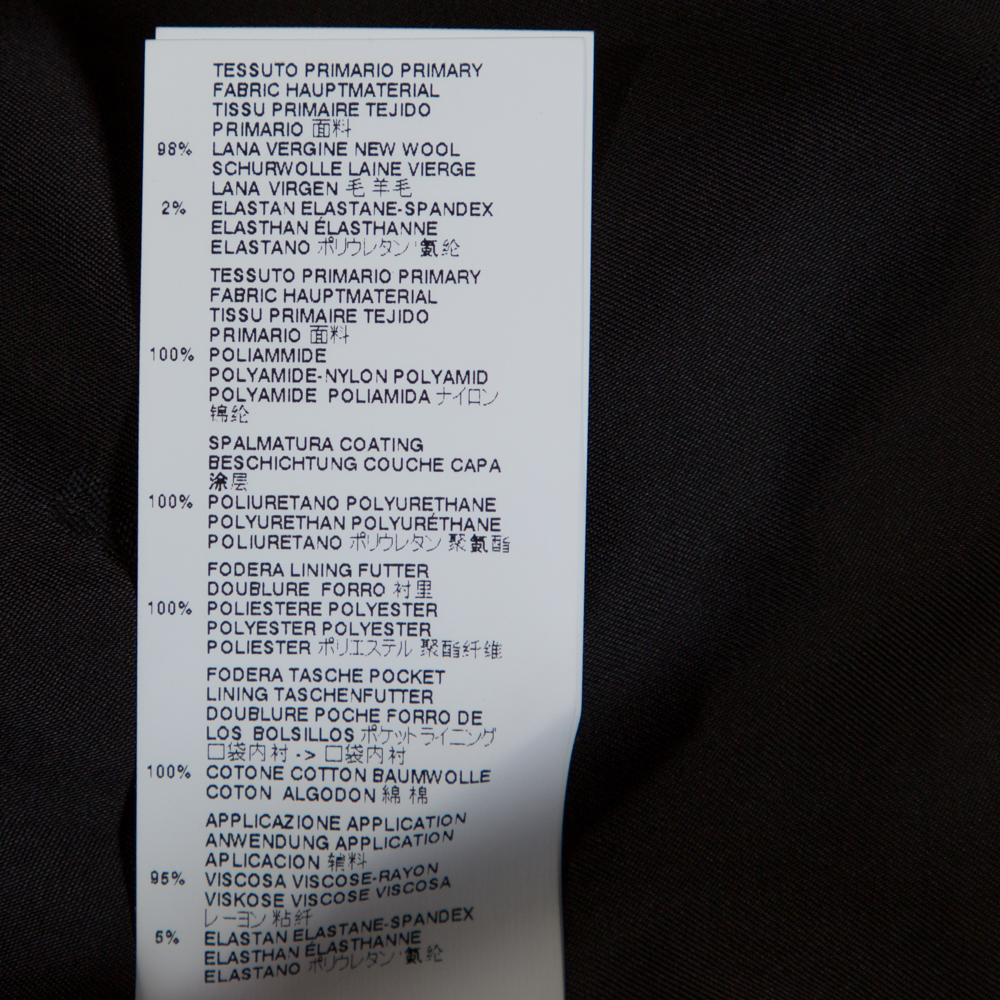 TESSUTO PRIMARIO PRIMARY
FABRIC HAUPTMATERIAL
TISSU PRIMAIRE TEJIDO
PRIMARIO 面料
98% LANA VERGINE NEW WOOL
SCHURWOLLE LAINE VIERGE
LANA VIRGEN 毛 羊毛
2% ELASTAN ELASTANE-SPANDEX
ELASTHAN ÉLASTHANNE
ELASTANO ポリウレタン '氨纶
TESSUTO PRIMARIO PRIMARY
FABRIC HAUPTMATERIAL
TISSU PRIMAIRE TEJIDO
PRIMARIO 面料
100% POLIAMMIDE
POLYAMIDE-NYLON POLYAMID
POLYAMIDE POLIAMIDA ナイロン
锦纶
SPALMATURA COATING
BESCHICHTUNG COUCHE CAPA
涂层
100% POLIURETANO POLYURETHANE
POLYURETHAN POLYURÉTHANE
POLIURETANO ポリウレタン 聚氨酯
FODERA LINING FUTTER
DOUBLURE FORRO 衬里
100% POLIESTERE POLYESTER
POLYESTER POLYESTER
POLIESTER ポリエステル 聚酯纤维
FODERA TASCHE POCKET
LINING TASCHENFUTTER
DOUBLURE POCHE FORRO DE
LOS BOLSILLOS ポケットライニング
口袋内衬 -> 口袋内衬
100% COTONE COTTON BAUMWOLLE
COTON ALGODON 綿 棉
APPLICAZIONE APPLICATION
ANWENDUNG APPLICATION
APLICACION 辅料
95% VISCOSA VISCOSE-RAYON
VISKOSE VISCOSE VISCOSA
レーヨン 粘纤
5% ELASTAN ELASTANE-SPANDEX
ELASTHAN ÉLASTHANNE
ELASTANO ポリウレタン '氨纶